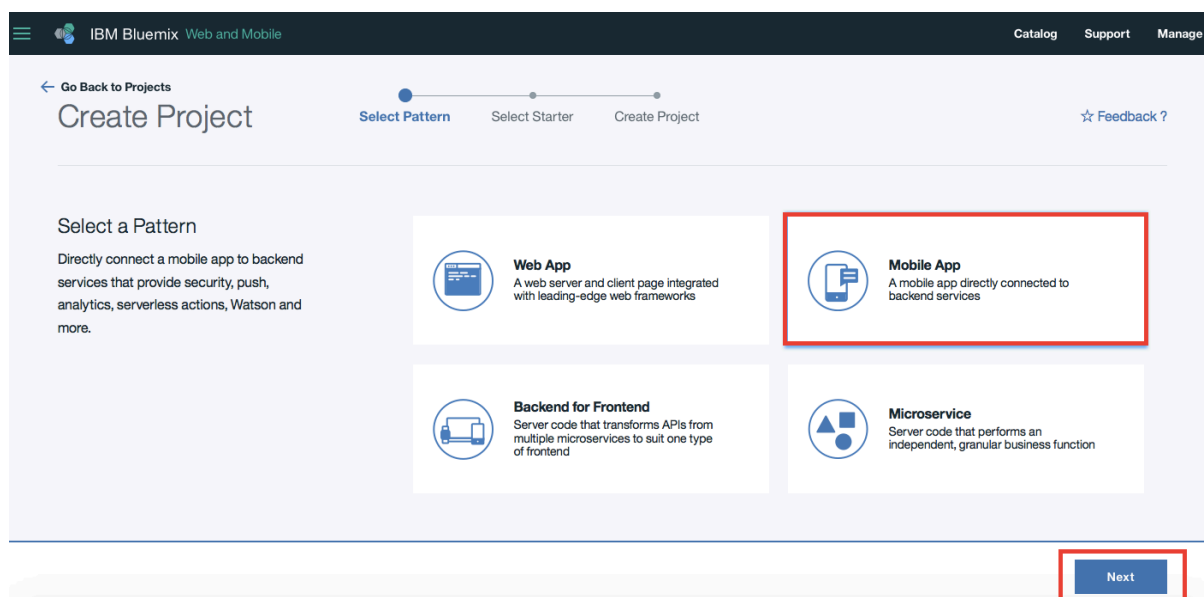 IBM Bluemix Web and Mobile
Catalog Support Manage
Go Back to Projects
Create Project
Select Pattern Select Starter Create Project
Feedback ?
Select a Pattern
Directly connect a mobile app to backend
services that provide security, push,
analytics, serverless actions, Watson and
more.
Web App
A web server and client page integrated
with leading-edge web frameworks
Mobile App
A mobile app directly connected to
backend services
Backend for Frontend
Server code that transforms APIs from
multiple microservices to suit one type
of frontend
Microservice
Server code that performs an
independent, granular business function
Next